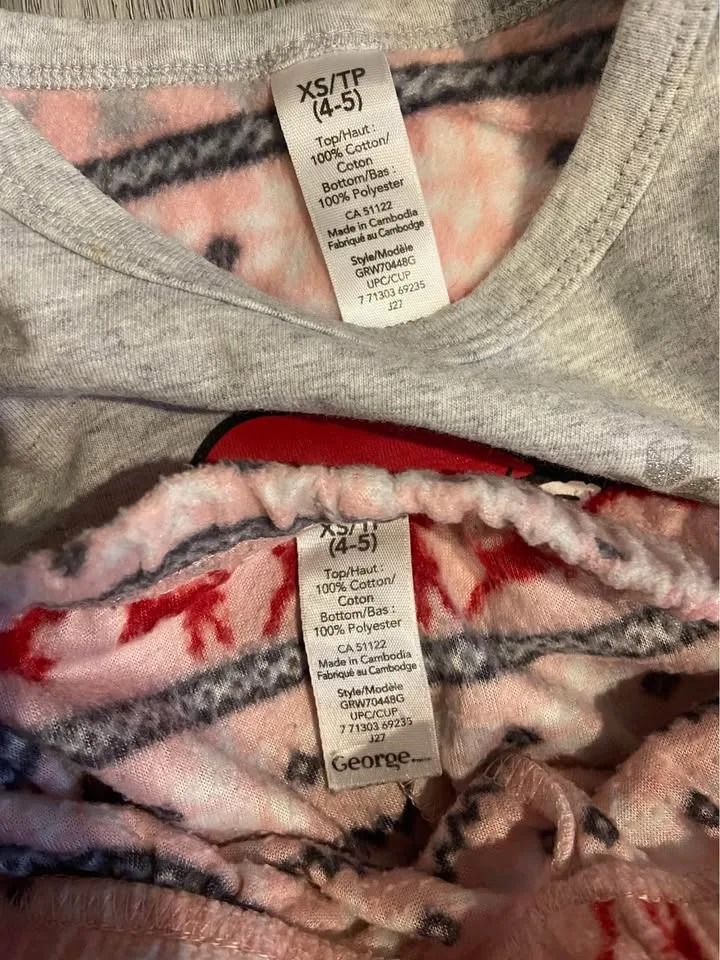 XS/TP
(4-5)
Top/Haut :
100% Cotton/
Coton
Bottom/Bas :
100% Polyester
CA 51122
Made in Cambodia
Fabriqué au Cambodge
Style/Modèle
GRW70448G
UPC/CUP
7 71303 69235
J27
XS/TP
(4-5)
Top/Haut :
100% Cotton/
Coton
Bottom/Bas :
100% Polyester
CA 51122
Made in Cambodia
Fabriqué au Cambodge
Style/Modèle
GRW70448G
UPC/CUP
7 71303 69235
J27
George